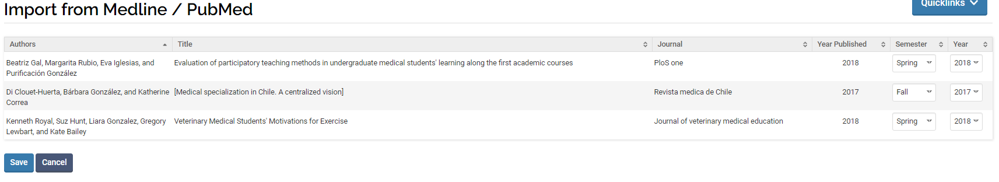 Import from Medline / PubMed
Quicklinks
Authors Title Journal Year Published Semester Year
Beatriz Gal, Margarita Rubio, Eva Iglesias, and Evaluation of participatory teaching methods in undergraduate medical students' learning along the first academic courses PloS one 2018 Spring 2018
Purificación González
Di Clouet-Huerta, Bárbara González, and Katherine [Medical specialization in Chile. A centralized vision] Revista medica de Chile 2017 Fall 2017
Correa
Kenneth Royal, Suz Hunt, Liara Gonzalez, Gregory Veterinary Medical Students' Motivations for Exercise Journal of veterinary medical education 2018 Spring 2018
Lewbart, and Kate Bailey
Save Cancel